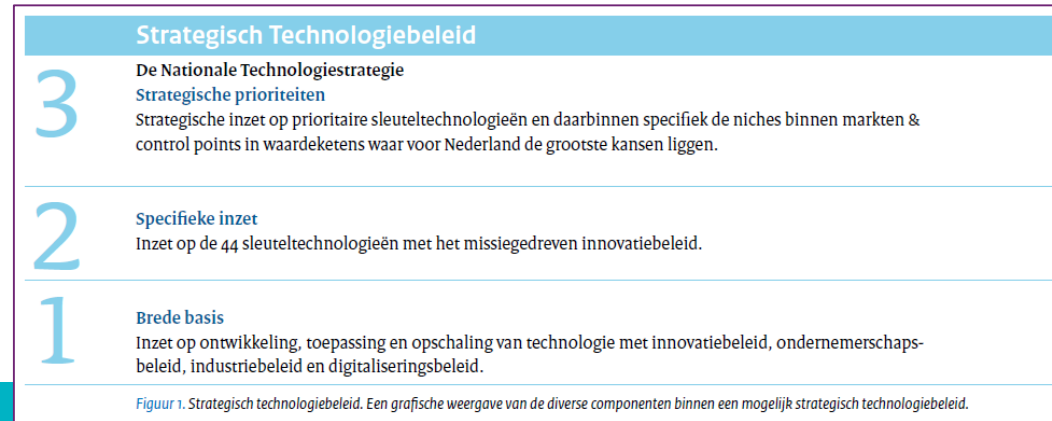 Strategisch Technologiebeleid
3
De Nationale Technologiestrategie
Strategische prioriteiten
Strategische inzet op prioritaire sleuteltechnologieën en daarbinnen specifiek de niches binnen markten &
control points in waardeketens waar voor Nederland de grootste kansen liggen.
2
Specifieke inzet
Inzet op de 44 sleuteltechnologieën met het missiegedreven innovatiebeleid.
1
Brede basis
Inzet op ontwikkeling, toepassing en opschaling van technologie met innovatiebeleid, ondernemerschaps-
beleid, industriebeleid en digitaliseringsbeleid.
Figuur 1. Strategisch technologiebeleid. Een grafische weergave van de diverse componenten binnen een mogelijk strategisch technologiebeleid.